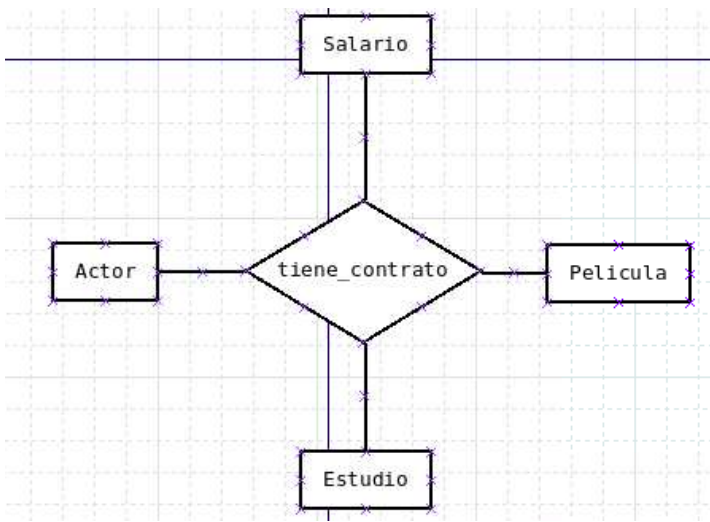 Salario
Actor
tiene_contrato
Pelicula
Estudio